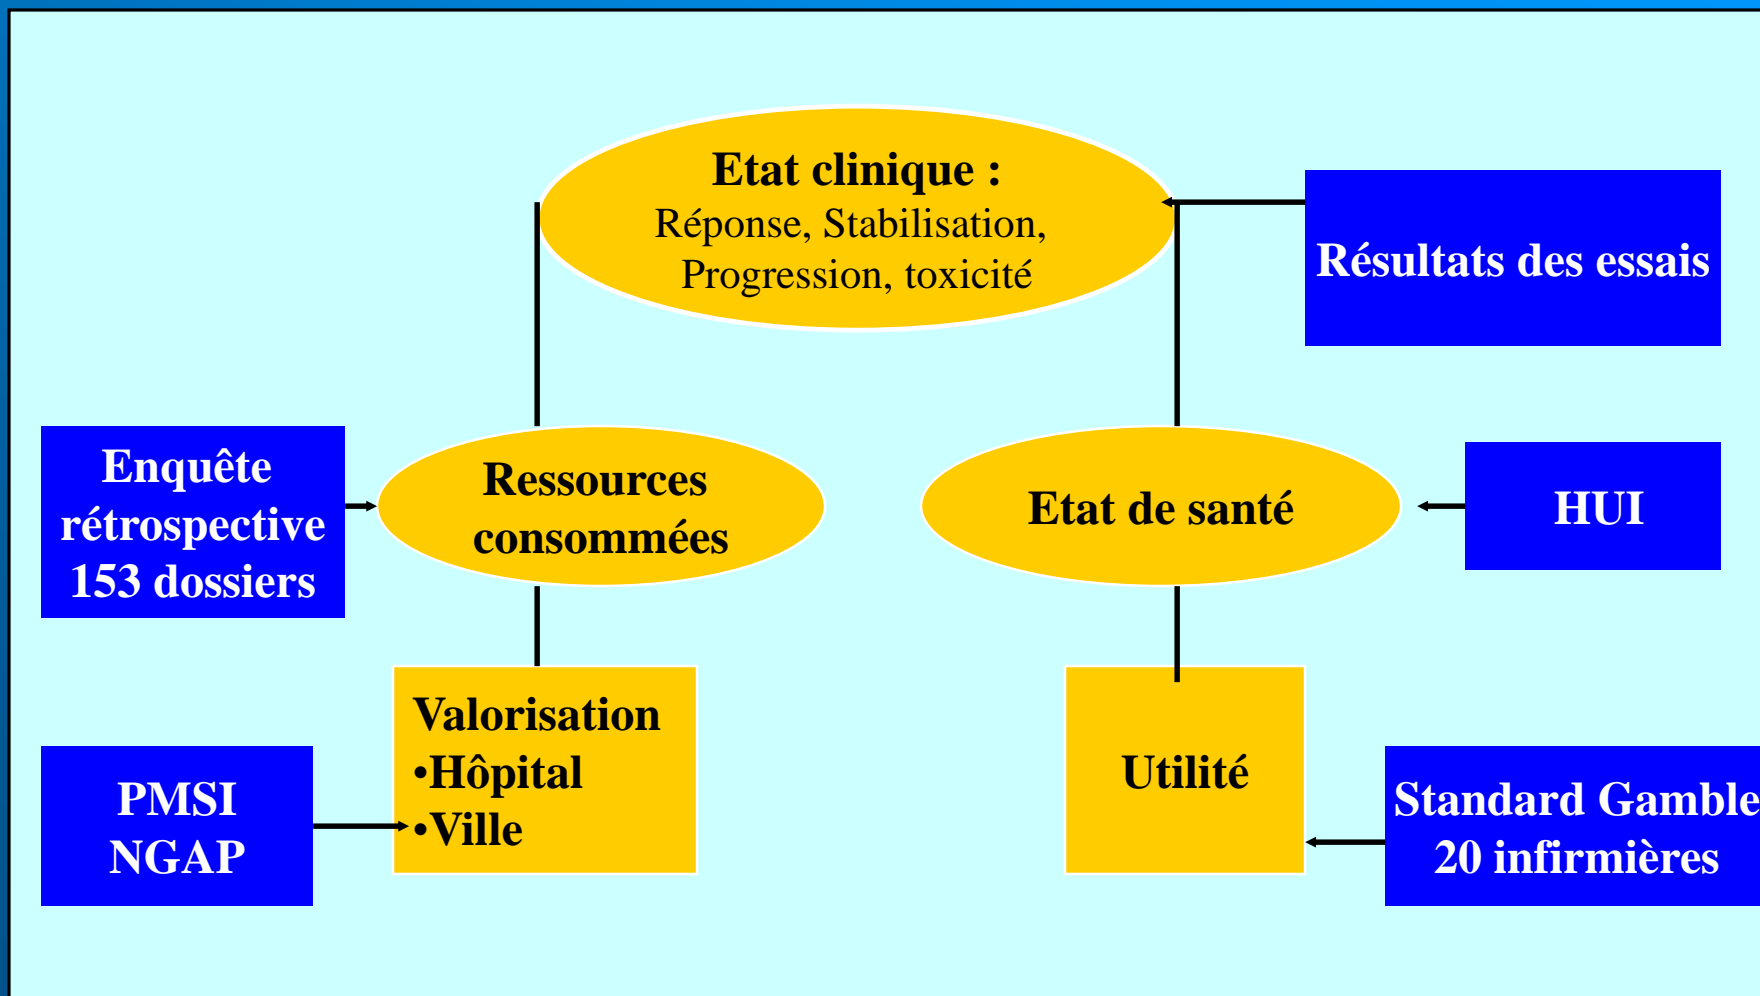 Etat clinique :
Réponse, Stabilisation,
Progression, toxicité
Résultats des essais
Enquête
rétrospective
153 dossiers
Ressources
consommées
Etat de santé
HUI
PMSI
NGAP
Valorisation
•Hôpital
•Ville
Utilité
Standard Gamble
20 infirmières